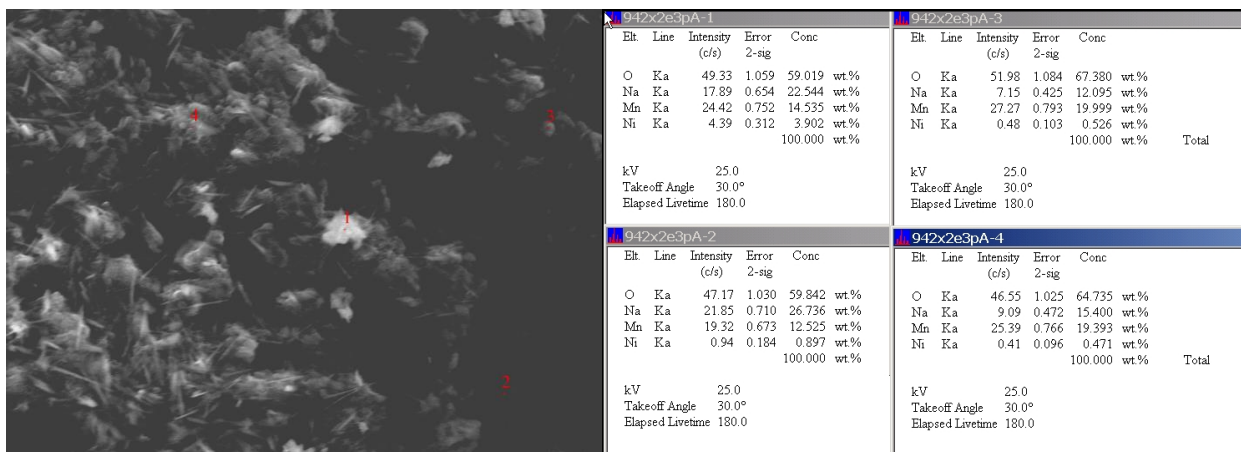 4
3
1
2
942x2e3pA-1
Elt. Line Intensity Error Conc
(c/s) 2-sig
O Ka 49.33 1.059 59.019 wt.%
Na Ka 17.89 0.654 22.544 wt.%
Mn Ka 24.42 0.752 14.535 wt.%
Ni Ka 4.39 0.312 3.902 wt.%
100.000 wt.%
kV 25.0
Takeoff Angle 30.0°
Elapsed Livetime 180.0
942x2e3pA-3
Elt. Line Intensity Error Conc
(c/s) 2-sig
O Ka 51.98 1.084 67.380 wt.%
Na Ka 7.15 0.425 12.095 wt.%
Mn Ka 27.27 0.793 19.999 wt.%
Ni Ka 0.48 0.103 0.526 wt.%
100.000 wt.% Total
kV 25.0
Takeoff Angle 30.0°
Elapsed Livetime 180.0
942x2e3pA-2
Elt. Line Intensity Error Conc
(c/s) 2-sig
O Ka 47.17 1.030 59.842 wt.%
Na Ka 21.85 0.710 26.736 wt.%
Mn Ka 19.32 0.673 12.525 wt.%
Ni Ka 0.94 0.184 0.897 wt.%
100.000 wt.%
kV 25.0
Takeoff Angle 30.0°
Elapsed Livetime 180.0
942x2e3pA-4
Elt. Line Intensity Error Conc
(c/s) 2-sig
O Ka 46.55 1.025 64.735 wt.%
Na Ka 9.09 0.472 15.400 wt.%
Mn Ka 25.39 0.766 19.393 wt.%
Ni Ka 0.41 0.096 0.471 wt.%
100.000 wt.% Total
kV 25.0
Takeoff Angle 30.0°
Elapsed Livetime 180.0